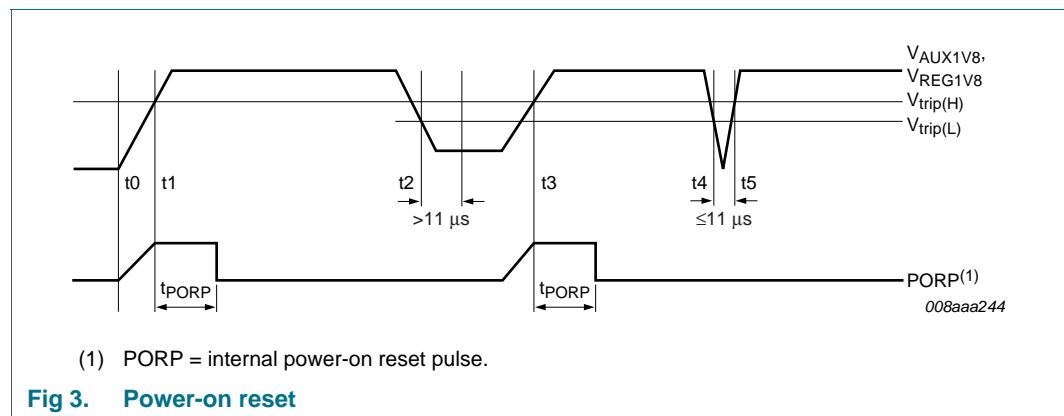 VAUX1V8,
VREG1V8
Vtrip(H)
Vtrip(L)
t0 t1 t2 t3 t4 t5
>11 μs ≤11 μs
tPORP tPORP PORP(1)
008aaa244
(1) PORP = internal power-on reset pulse.
Fig 3. Power-on reset